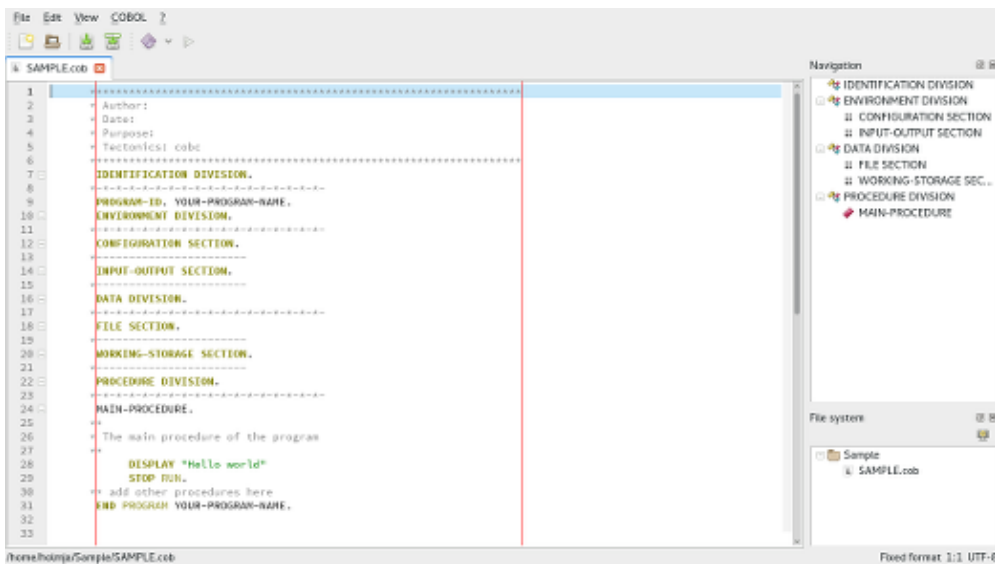 File Edit View COBOL ?
SAMPLE.cob
1 ******************************************************************
2 * Author:
3 * Date:
4 * Purpose:
5 * Tectonics: cobc
6 ******************************************************************
7 IDENTIFICATION DIVISION.
8 *-*-*-*-*-*-*-*-*-*-*-*-*-*-*-*-*-*-
9 PROGRAM-ID. YOUR-PROGRAM-NAME.
10 ENVIRONMENT DIVISION.
11 *-*-*-*-*-*-*-*-*-*-*-*-*-*-*-*-*-*-
12 CONFIGURATION SECTION.
13 *-----------------------
14 INPUT-OUTPUT SECTION.
15 *-----------------------
16 DATA DIVISION.
17 *-*-*-*-*-*-*-*-*-*-*-*-*-*-*-*-*-*-
18 FILE SECTION.
19 *-----------------------
20 WORKING-STORAGE SECTION.
21 *-----------------------
22 PROCEDURE DIVISION.
23 *-*-*-*-*-*-*-*-*-*-*-*-*-*-*-*-*-*-
24 MAIN-PROCEDURE.
25 **
26 * The main procedure of the program
27 **
28 DISPLAY "Hello world"
29 STOP RUN.
30 ** add other procedures here
31 END PROGRAM YOUR-PROGRAM-NAME.
32
33
Navigation
IDENTIFICATION DIVISION
ENVIRONMENT DIVISION
CONFIGURATION SECTION
INPUT-OUTPUT SECTION
DATA DIVISION
FILE SECTION
WORKING-STORAGE SEC...
PROCEDURE DIVISION
MAIN-PROCEDURE
File system
Sample
SAMPLE.cob
Fixed format 1:1 UTF-8